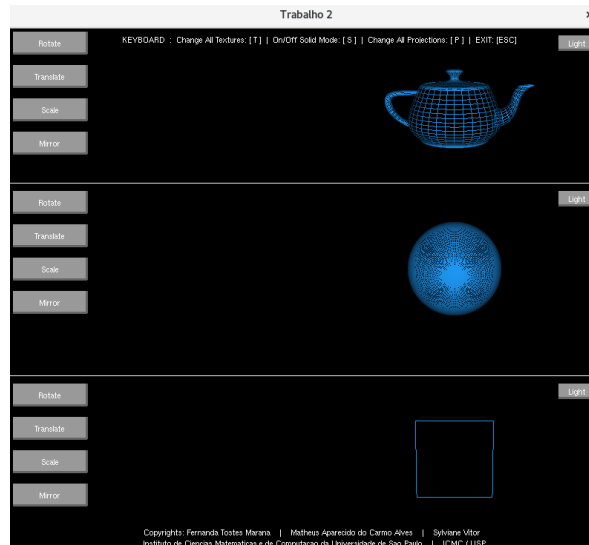 Trabalho 2
KEYBOARD : Change All Textures: [ T ] | On/Off Solid Mode: [ S ] | Change All Projections: [ P ] | EXIT: [ESC]
Rotate
Light
Translate
Scale
Mirror
Rotate
Light
Translate
Scale
Mirror
Rotate
Light
Translate
Scale
Mirror
Copyrights: Fernanda Tostes Marana | Matheus Aparecido do Carmo Alves | Sylviane Vitor
Instituto de Ciencias Matematicas e de Computacao da Universidade de Sao Paulo | ICMC / USP